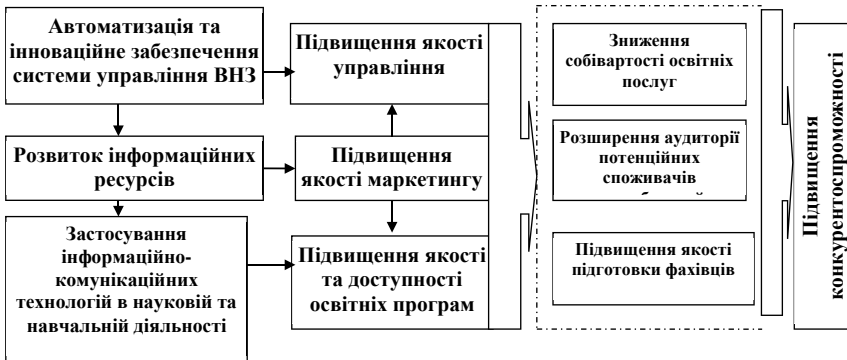 Автоматизація та
інноваційне забезпечення
системи управління ВНЗ
Підвищення якості
управління
Розвиток інформаційних
ресурсів
Підвищення
якості маркетингу
Застосування
інформаційно-
комунікаційних
технологій в науковій та
навчальній діяльності
Підвищення якості
та доступності
освітніх програм
Зниження
собівартості освітніх
послуг
Розширення аудиторії
потенційних
споживачів
Підвищення якості
підготовки фахівців
Підвищення
конкурентоспроможності